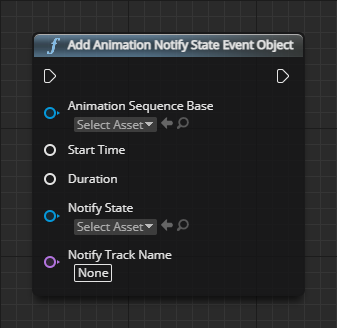 f Add Animation Notify State Event Object
Animation Sequence Base
Select Asset
Start Time
Duration
Notify State
Select Asset
Notify Track Name
None